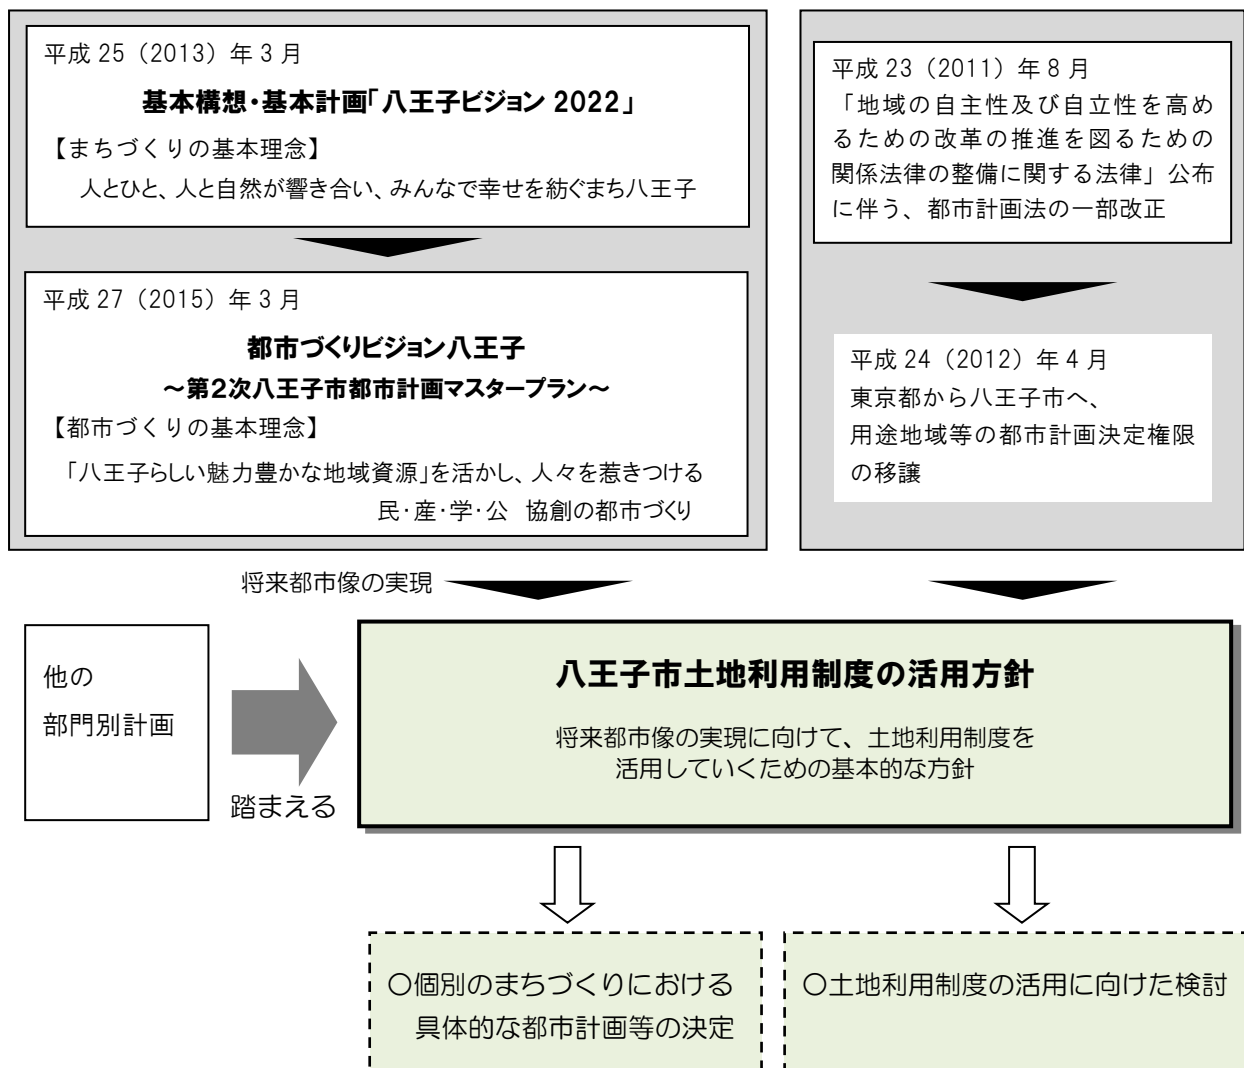 平成 25（2013）年 3 月
基本構想・基本計画「八王子ビジョン 2022」
【まちづくりの基本理念】
人とひと、人と自然が響き合い、みんなで幸せを紡ぐまち八王子
平成 27（2015）年 3 月
都市づくりビジョン八王子
～第２次八王子市都市計画マスタープラン～
【都市づくりの基本理念】
「八王子らしい魅力豊かな地域資源」を活かし、人々を惹きつける
民・産・学・公　協創の都市づくり
平成 23（2011）年 8 月
「地域の自主性及び自立性を高め
るための改革の推進を図るための
関係法律の整備に関する法律」公布
に伴う、都市計画法の一部改正
平成 24（2012）年 4 月
東京都から八王子市へ、
用途地域等の都市計画決定権限
の移譲
将来都市像の実現
他の
部門別計画
踏まえる
八王子市土地利用制度の活用方針
将来都市像の実現に向けて、土地利用制度を
活用していくための基本的な方針
○個別のまちづくりにおける
具体的な都市計画等の決定
○土地利用制度の活用に向けた検討